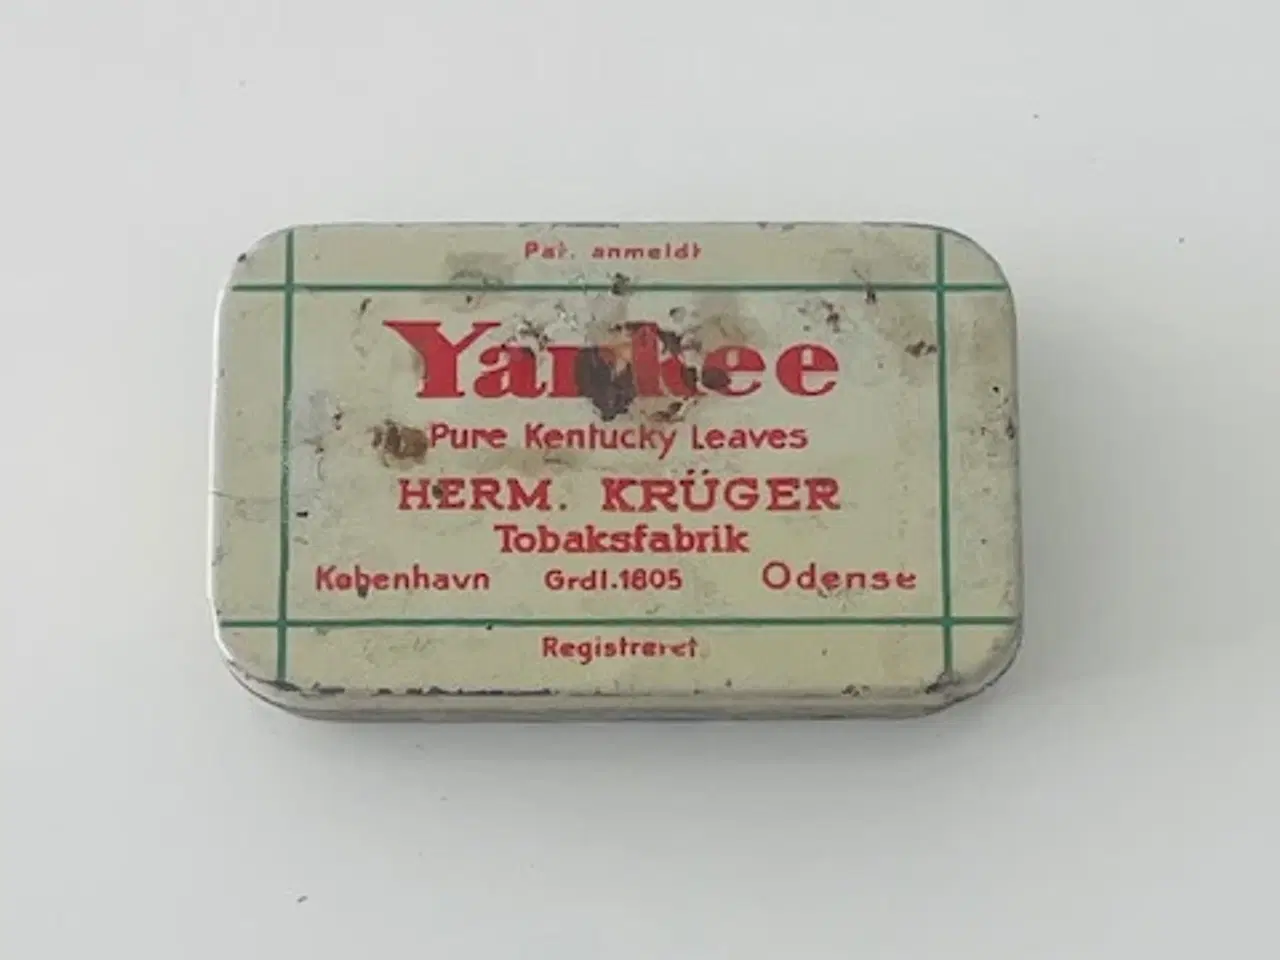 Pat. anmeldt
Yankee
Pure Kentucky Leaves
HERM. KRÜGER
Tobaksfabrik
København Grdl.1805 Odense
Registreret